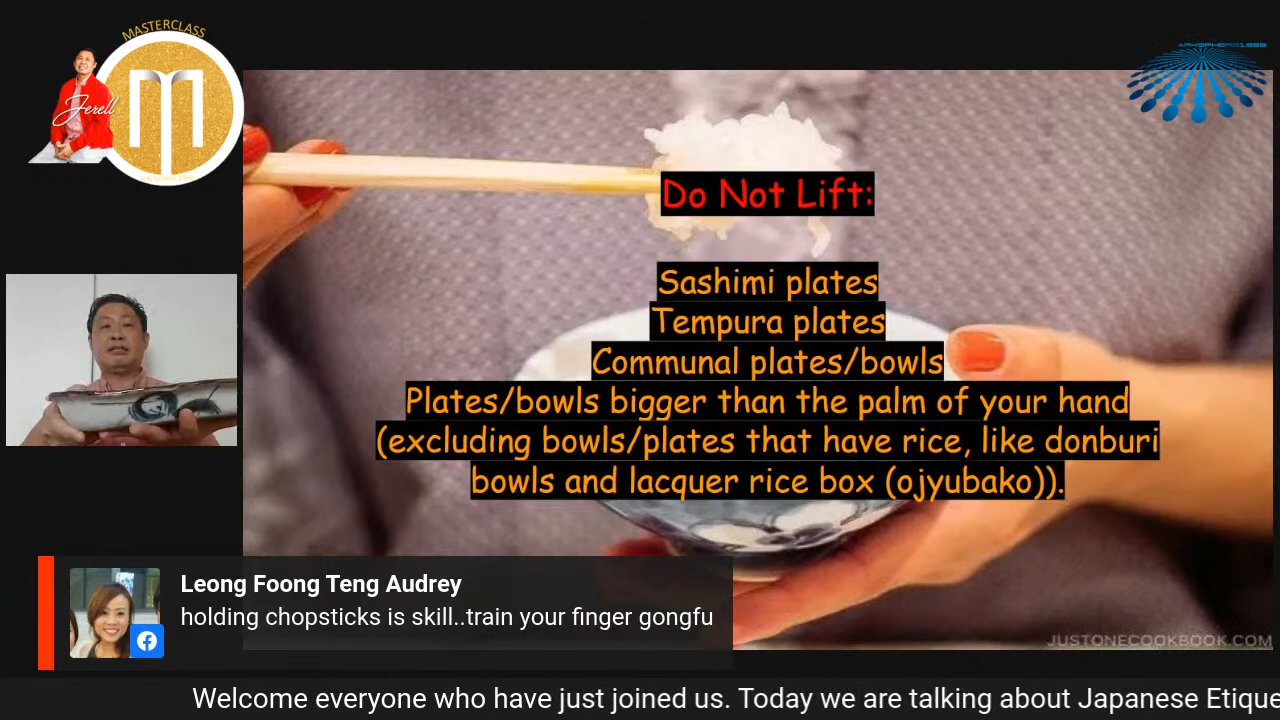 MASTERCLASS
Jerell
Do Not Lift:
Sashimi plates
Tempura plates
Communal plates/bowls
Plates/bowls bigger than the palm of your hand
(excluding bowls/plates that have rice, like donburi
bowls and lacquer rice box (ojyubako)).
Leong Foong Teng Audrey
holding chopsticks is skill..train your finger gongfu
JUSTONECOOKBOOK.COM
Welcome everyone who have just joined us. Today we are talking about Japanese Etique